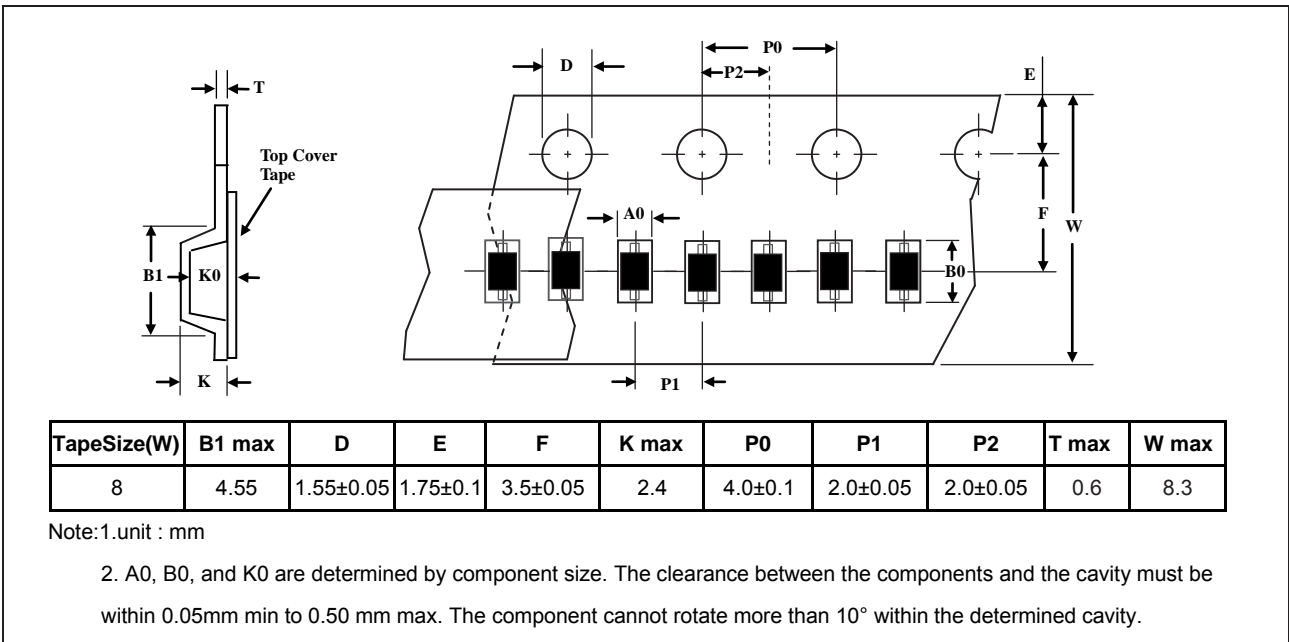 P0
D
P2
E
T
Top Cover
Tape
A0
F
W
B1
K0
B0
K
P1
TapeSize(W) B1 max D E F K max P0 P1 P2 T max W max
8 4.55 1.55±0.05 1.75±0.1 3.5±0.05 2.4 4.0±0.1 2.0±0.05 2.0±0.05 0.6 8.3
Note:1.unit : mm
2. A0, B0, and K0 are determined by component size. The clearance between the components and the cavity must be
within 0.05mm min to 0.50 mm max. The component cannot rotate more than 10° within the determined cavity.